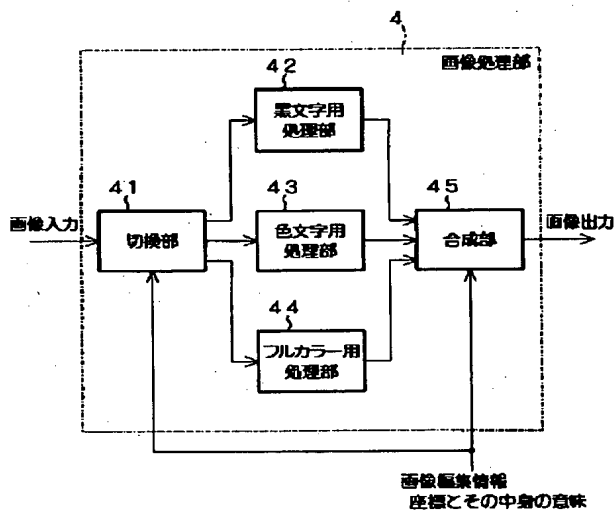 4
画像処理部
42
黒文字用
処理部
41
43
45
画像入力
切換部
色文字用
処理部
合成部
画像出力
44
フルカラー用
処理部
画像編集情報
座標とその中身の意味